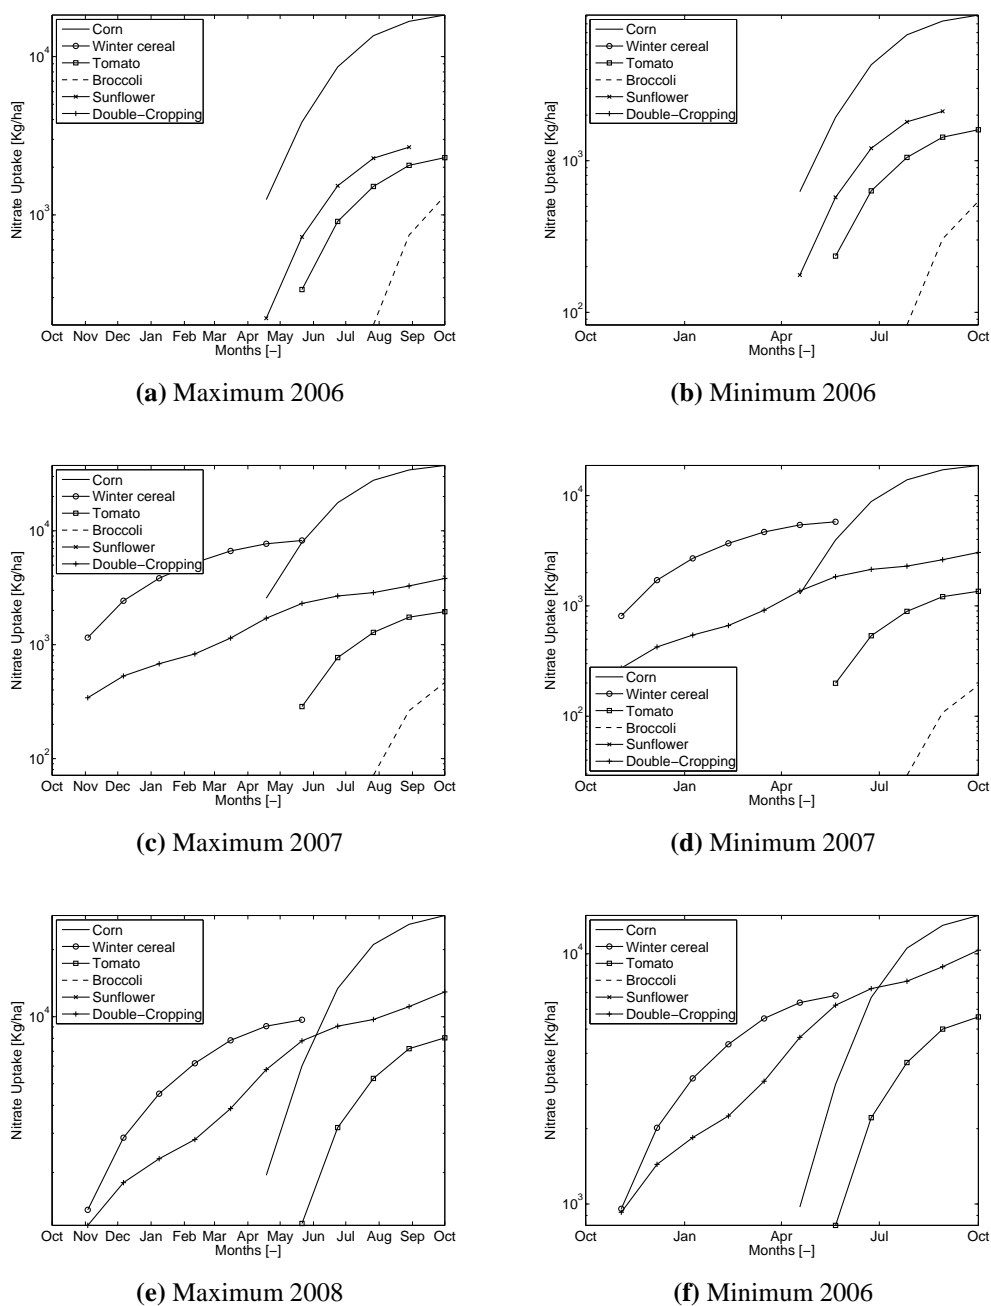 Nitrate Uptake [Kg/ha]
10^4
10^3
Corn
Winter cereal
Tomato
Broccoli
Sunflower
Double−Cropping
Oct Nov Dec Jan Feb Mar Apr May Jun Jul Aug Sep Oct
Months [−]
(a) Maximum 2006
Nitrate Uptake [Kg/ha]
10^3
10^2
Corn
Winter cereal
Tomato
Broccoli
Sunflower
Double−Cropping
Oct Jan Apr Jul Oct
Months [−]
(b) Minimum 2006
Nitrate Uptake [Kg/ha]
10^4
10^3
10^2
Corn
Winter cereal
Tomato
Broccoli
Sunflower
Double−Cropping
Oct Nov Dec Jan Feb Mar Apr May Jun Jul Aug Sep Oct
Months [−]
(c) Maximum 2007
Nitrate Uptake [Kg/ha]
10^4
10^3
10^2
Corn
Winter cereal
Tomato
Broccoli
Sunflower
Double−Cropping
Oct Jan Apr Jul Oct
Months [−]
(d) Minimum 2007
Nitrate Uptake [Kg/ha]
10^4
Corn
Winter cereal
Tomato
Broccoli
Sunflower
Double−Cropping
Oct Nov Dec Jan Feb Mar Apr May Jun Jul Aug Sep Oct
Months [−]
(e) Maximum 2008
Nitrate Uptake [Kg/ha]
10^4
10^3
Corn
Winter cereal
Tomato
Broccoli
Sunflower
Double−Cropping
Oct Jan Apr Jul Oct
Months [−]
(f) Minimum 2006